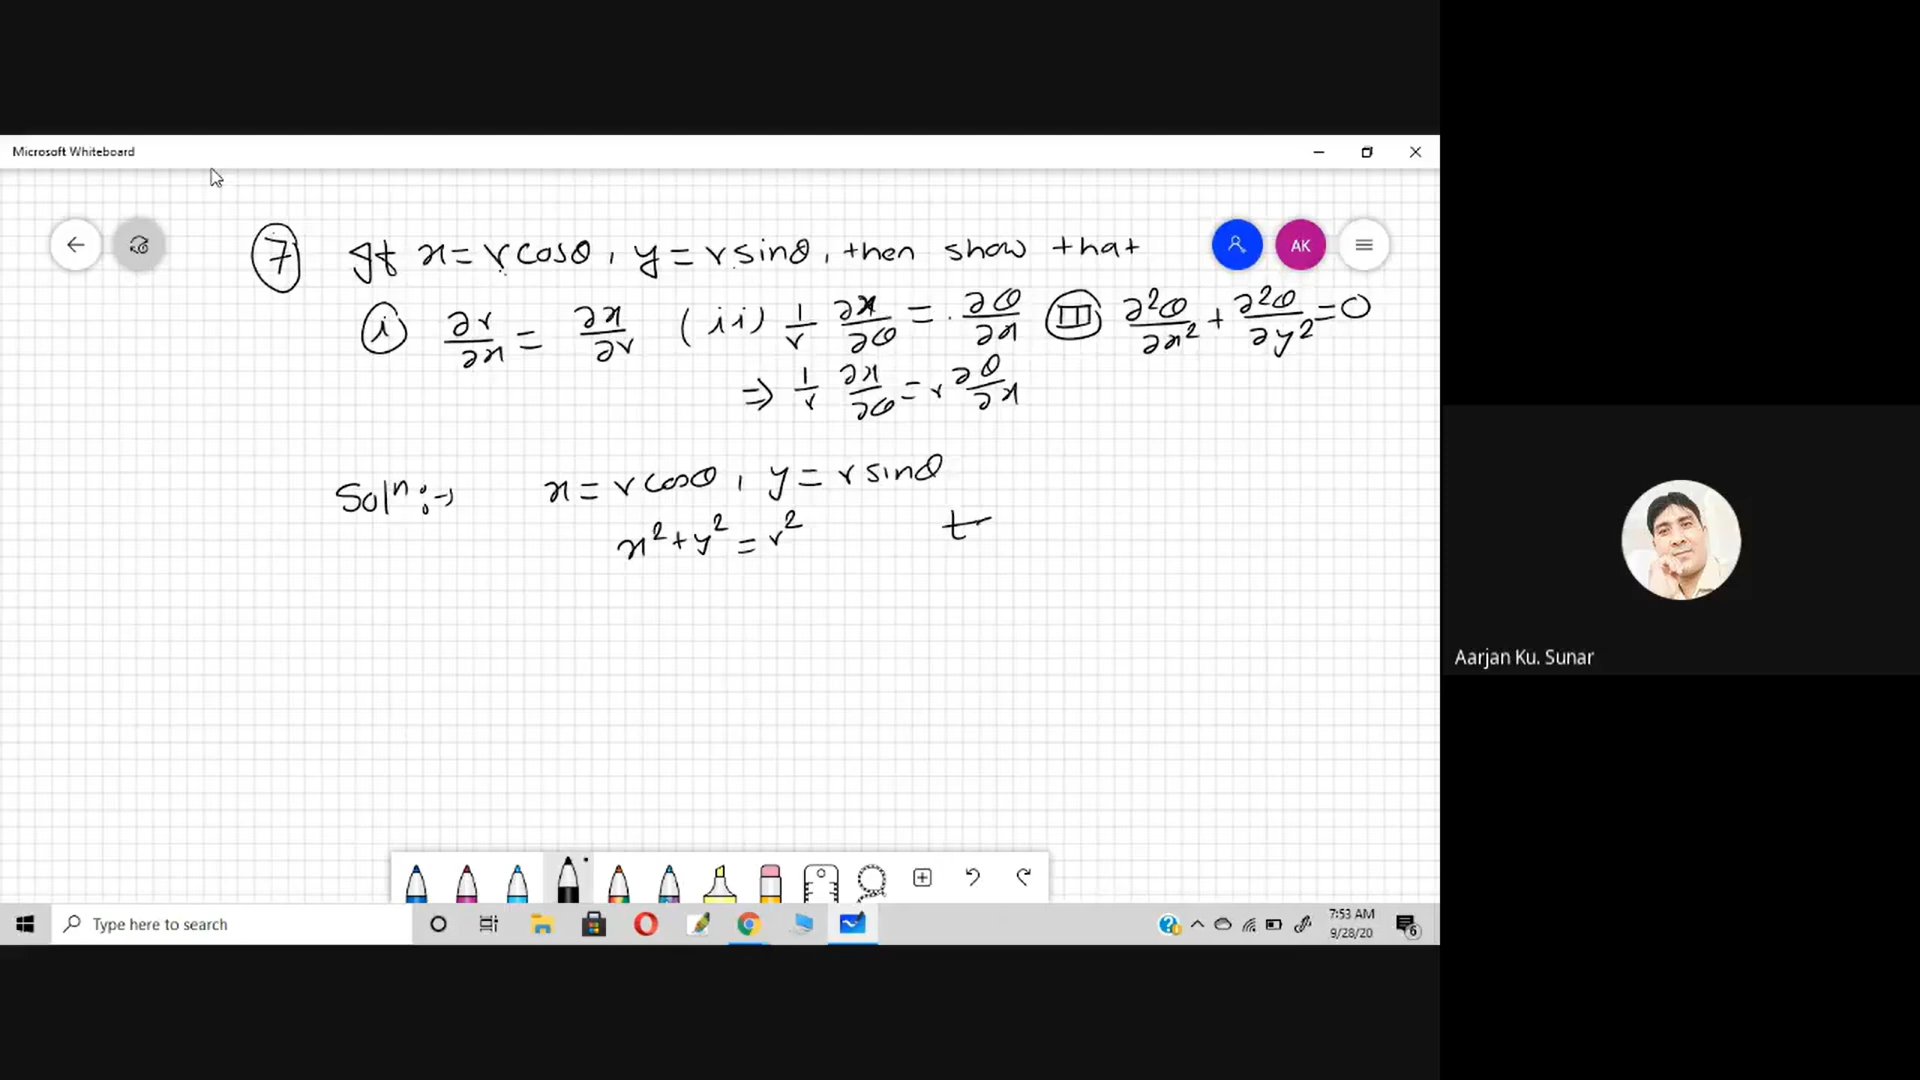 Microsoft Whiteboard
⑦ If x = r cosθ, y = r sinθ, then show that
AK
(i) ∂r/∂x = ∂x/∂r (ii) 1/r ∂x/∂θ = ∂θ/∂x (III) ∂²θ/∂x² + ∂²θ/∂y² = 0
⇒ 1/r ∂x/∂θ = r ∂θ/∂x
Solⁿ:→ x = r cosθ, y = r sinθ
x² + y² = r² t
Aarjan Ku. Sunar
Type here to search
7:53 AM
9/28/20
6